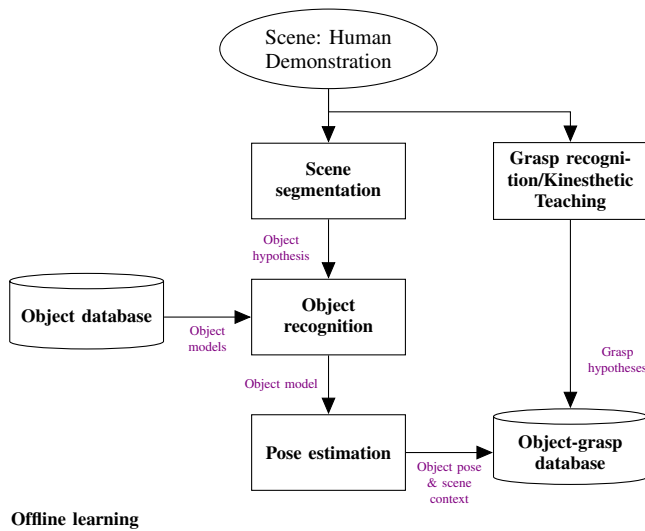 Scene: Human
Demonstration
Scene
segmentation
Grasp recogni-
tion/Kinesthetic
Teaching
Object
hypothesis
Object database
Object
models
Object
recognition
Grasp
hypotheses
Object model
Pose estimation
Object pose
& scene
context
Object-grasp
database
Offline learning